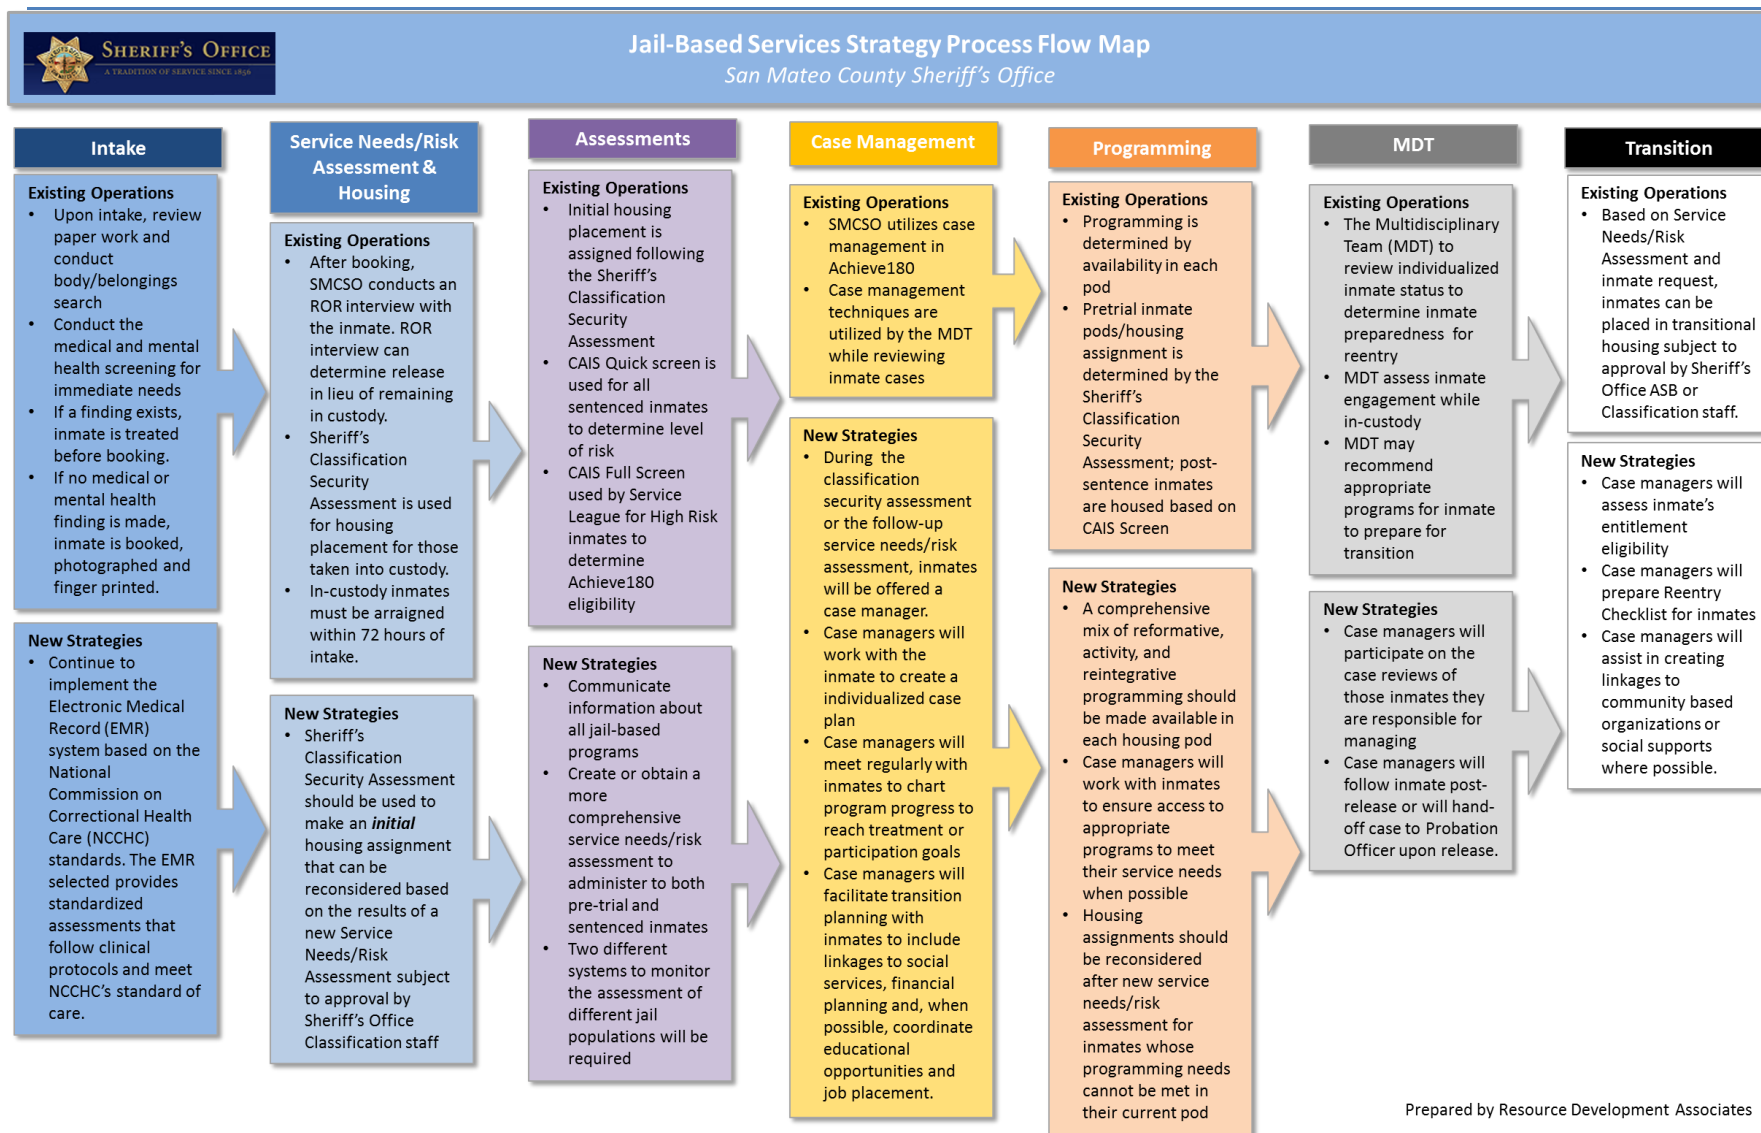 SHERIFF'S OFFICE
A TRADITION OF SERVICE SINCE 1856
Jail-Based Services Strategy Process Flow Map
San Mateo County Sheriff's Office
Intake
Existing Operations
• Upon intake, review
paper work and
conduct
body/belongings
search
• Conduct the
medical and mental
health screening for
immediate needs
• If a finding exists,
inmate is treated
before booking.
• If no medical or
mental health
finding is made,
inmate is booked,
photographed and
finger printed.
New Strategies
• Continue to
implement the
Electronic Medical
Record (EMR)
system based on the
National
Commission on
Correctional Health
Care (NCCHC)
standards. The EMR
selected provides
standardized
assessments that
follow clinical
protocols and meet
NCCHC's standard of
care.
Service Needs/Risk
Assessment &
Housing
Existing Operations
• After booking,
SMCSO conducts an
ROR interview with
the inmate. ROR
interview can
determine release
in lieu of remaining
in custody.
• Sheriff's
Classification
Security
Assessment is used
for housing
placement for those
taken into custody.
• In-custody inmates
must be arraigned
within 72 hours of
intake.
New Strategies
• Sheriff's
Classification
Security Assessment
should be used to
make an initial
housing assignment
that can be
reconsidered based
on the results of a
new Service
Needs/Risk
Assessment subject
to approval by
Sheriff's Office
Classification staff
Assessments
Existing Operations
• Initial housing
placement is
assigned following
the Sheriff's
Classification
Security
Assessment
• CAIS Quick screen is
used for all
sentenced inmates
to determine level
of risk
• CAIS Full Screen
used by Service
League for High Risk
inmates to
determine
Achieve180
eligibility
New Strategies
• Communicate
information about
all jail-based
programs
• Create or obtain a
more
comprehensive
service needs/risk
assessment to
administer to both
pre-trial and
sentenced inmates
• Two different
systems to monitor
the assessment of
different jail
populations will be
required
Case Management
Existing Operations
• SMCSO utilizes case
management in
Achieve180
• Case management
techniques are
utilized by the MDT
while reviewing
inmate cases
New Strategies
• During the
classification
security assessment
or the follow-up
service needs/risk
assessment, inmates
will be offered a
case manager.
• Case managers will
work with the
inmate to create a
individualized case
plan
• Case managers will
meet regularly with
inmates to chart
program progress to
reach treatment or
participation goals
• Case managers will
facilitate transition
planning with
inmates to include
linkages to social
services, financial
planning and, when
possible, coordinate
educational
opportunities and
job placement.
Programming
Existing Operations
• Programming is
determined by
availability in each
pod
• Pretrial inmate
pods/housing
assignment is
determined by the
Sheriff's
Classification
Security
Assessment; post-
sentence inmates
are housed based on
CAIS Screen
New Strategies
• A comprehensive
mix of reformative,
activity, and
reintegrative
programming should
be made available in
each housing pod
• Case managers will
work with inmates
to ensure access to
appropriate
programs to meet
their service needs
when possible
• Housing
assignments should
be reconsidered
after new service
needs/risk
assessment for
inmates whose
programming needs
cannot be met in
their current pod
MDT
Existing Operations
• The Multidisciplinary
Team (MDT) to
review individualized
inmate status to
determine inmate
preparedness for
reentry
• MDT assess inmate
engagement while
in-custody
• MDT may
recommend
appropriate
programs for inmate
to prepare for
transition
New Strategies
• Case managers will
participate on the
case reviews of
those inmates they
are responsible for
managing
• Case managers will
follow inmate post-
release or will hand-
off case to Probation
Officer upon release.
Transition
Existing Operations
• Based on Service
Needs/Risk
Assessment and
inmate request,
inmates can be
placed in transitional
housing subject to
approval by Sheriff's
Office ASB or
Classification staff.
New Strategies
• Case managers will
assess inmate's
entitlement
eligibility
• Case managers will
prepare Reentry
Checklist for inmates
• Case managers will
assist in creating
linkages to
community based
organizations or
social supports
where possible.
Prepared by Resource Development Associates